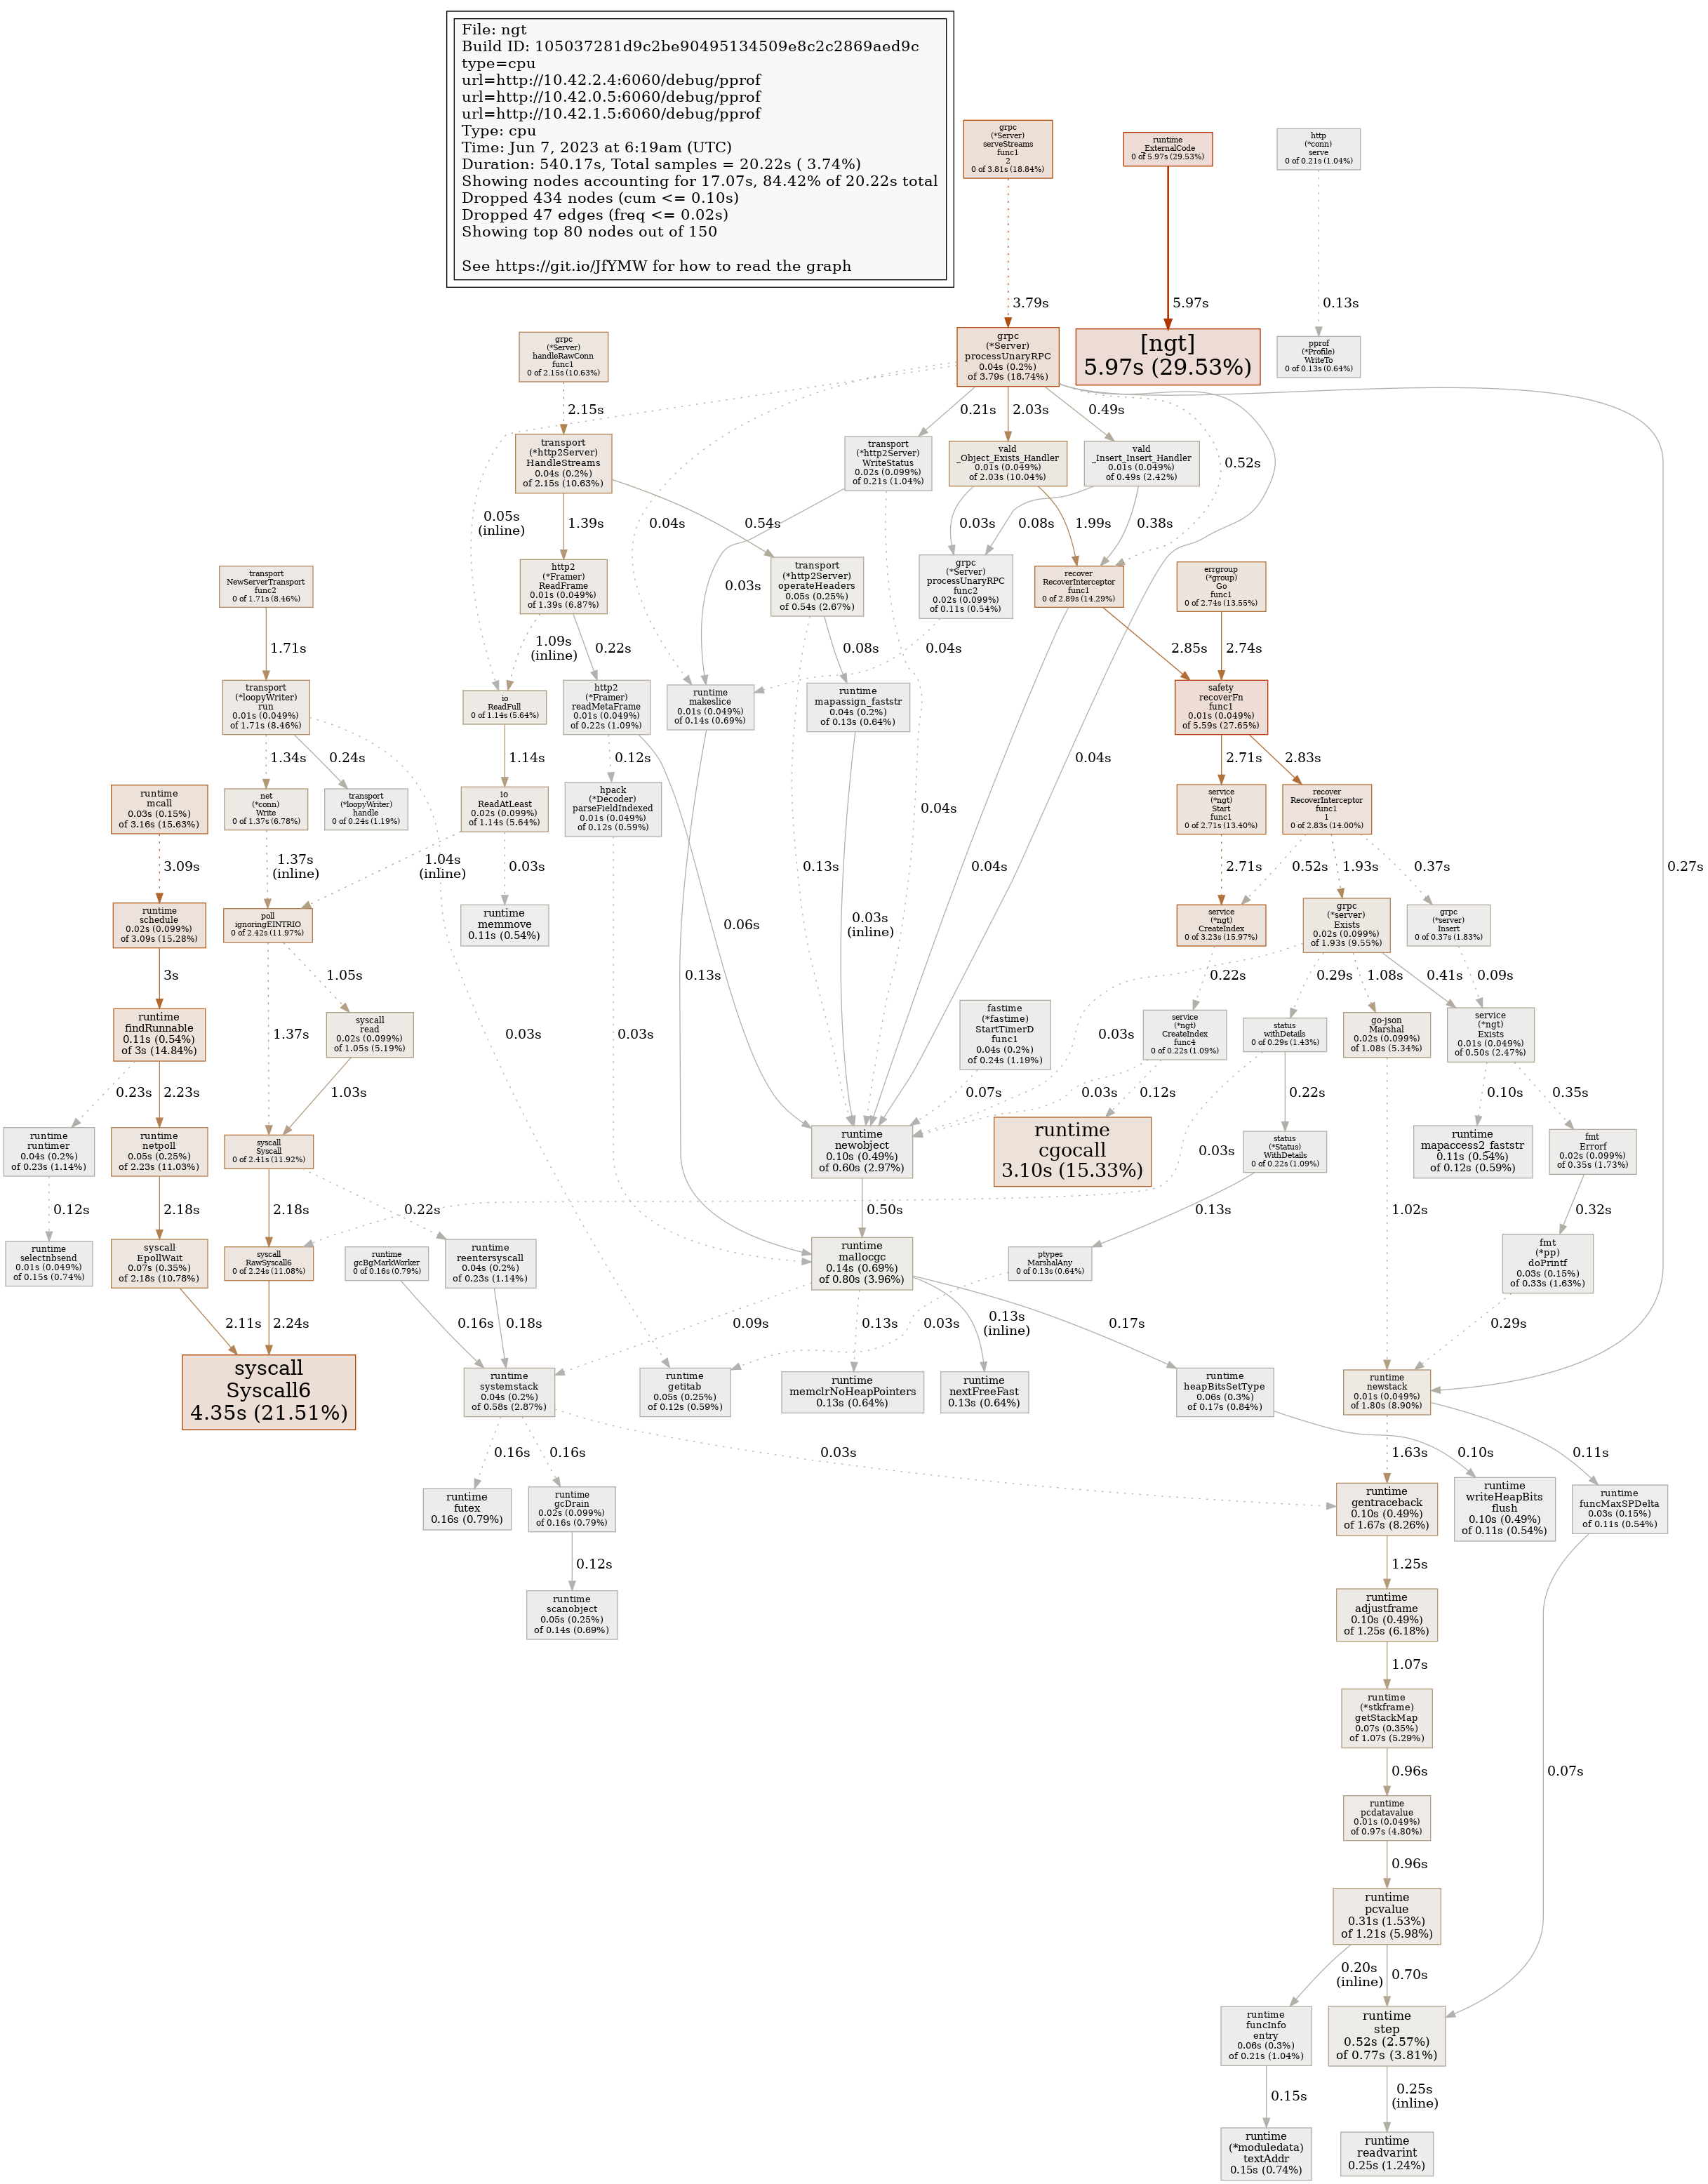 File: ngt
Build ID: 105037281d9c2be90495134509e8c2c2869aed9c
type=cpu
url=http://10.42.2.4:6060/debug/pprof
url=http://10.42.0.5:6060/debug/pprof
url=http://10.42.1.5:6060/debug/pprof
Type: cpu
Time: Jun 7, 2023 at 6:19am (UTC)
Duration: 540.17s, Total samples = 20.22s ( 3.74%)
Showing nodes accounting for 17.07s, 84.42% of 20.22s total
Dropped 434 nodes (cum <= 0.10s)
Dropped 47 edges (freq <= 0.02s)
Showing top 80 nodes out of 150
See https://git.io/JfYMW for how to read the graph
grpc
(*Server)
serveStreams
func1
2
0 of 3.81s (18.84%)
runtime
_ExternalCode
0 of 5.97s (29.53%)
http
(*conn)
serve
0 of 0.21s (1.04%)
3.79s
5.97s
0.13s
grpc
(*Server)
handleRawConn
func1
0 of 2.15s (10.63%)
grpc
(*Server)
processUnaryRPC
0.04s (0.2%)
of 3.79s (18.74%)
[ngt]
5.97s (29.53%)
pprof
(*Profile)
WriteTo
0 of 0.13s (0.64%)
2.15s
0.21s
2.03s
0.49s
0.52s
transport
(*http2Server)
HandleStreams
0.04s (0.2%)
of 2.15s (10.63%)
transport
(*http2Server)
WriteStatus
0.02s (0.099%)
of 0.21s (1.04%)
vald
_Object_Exists_Handler
0.01s (0.049%)
of 2.03s (10.04%)
vald
_Insert_Insert_Handler
0.01s (0.049%)
of 0.49s (2.42%)
0.05s
(inline)
1.39s
0.04s
0.54s
0.03s
0.08s
1.99s
0.38s
0.03s
transport
NewServerTransport
func2
0 of 1.71s (8.46%)
http2
(*Framer)
ReadFrame
0.01s (0.049%)
of 1.39s (6.87%)
transport
(*http2Server)
operateHeaders
0.05s (0.25%)
of 0.54s (2.67%)
grpc
(*Server)
processUnaryRPC
func2
0.02s (0.099%)
of 0.11s (0.54%)
recover
RecoverInterceptor
func1
0 of 2.89s (14.29%)
errgroup
(*group)
Go
func1
0 of 2.74s (13.55%)
1.71s
1.09s
(inline)
0.22s
0.08s
0.04s
2.85s
2.74s
transport
(*loopyWriter)
run
0.01s (0.049%)
of 1.71s (8.46%)
io
ReadFull
0 of 1.14s (5.64%)
http2
(*Framer)
readMetaFrame
0.01s (0.049%)
of 0.22s (1.09%)
runtime
makeslice
0.01s (0.049%)
of 0.14s (0.69%)
runtime
mapassign_faststr
0.04s (0.2%)
of 0.13s (0.64%)
safety
recoverFn
func1
0.01s (0.049%)
of 5.59s (27.65%)
1.34s
0.24s
1.14s
0.12s
0.04s
2.71s
2.83s
runtime
mcall
0.03s (0.15%)
of 3.16s (15.63%)
net
(*conn)
Write
0 of 1.37s (6.78%)
transport
(*loopyWriter)
handle
0 of 0.24s (1.19%)
io
ReadAtLeast
0.02s (0.099%)
of 1.14s (5.64%)
hpack
(*Decoder)
parseFieldIndexed
0.01s (0.049%)
of 0.12s (0.59%)
0.04s
service
(*ngt)
Start
func1
0 of 2.71s (13.40%)
recover
RecoverInterceptor
func1
1
0 of 2.83s (14.00%)
3.09s
1.37s
(inline)
1.04s
(inline)
0.03s
0.13s
0.04s
2.71s
0.52s
1.93s
0.37s
0.27s
runtime
schedule
0.02s (0.099%)
of 3.09s (15.28%)
poll
ignoringEINTRIO
0 of 2.42s (11.97%)
runtime
memmove
0.11s (0.54%)
0.06s
0.03s
(inline)
service
(*ngt)
CreateIndex
0 of 3.23s (15.97%)
grpc
(*server)
Exists
0.02s (0.099%)
of 1.93s (9.55%)
grpc
(*server)
Insert
0 of 0.37s (1.83%)
3s
1.05s
0.13s
0.22s
0.29s
1.08s
0.41s
0.09s
runtime
findRunnable
0.11s (0.54%)
of 3s (14.84%)
1.37s
syscall
read
0.02s (0.099%)
of 1.05s (5.19%)
0.03s
0.03s
fastime
(*fastime)
StartTimerD
func1
0.04s (0.2%)
of 0.24s (1.19%)
0.03s
service
(*ngt)
CreateIndex
func4
0 of 0.22s (1.09%)
status
withDetails
0 of 0.29s (1.43%)
go-json
Marshal
0.02s (0.099%)
of 1.08s (5.34%)
service
(*ngt)
Exists
0.01s (0.049%)
of 0.50s (2.47%)
0.23s
2.23s
1.03s
0.07s
0.03s
0.12s
0.22s
0.10s
0.35s
runtime
runtimer
0.04s (0.2%)
of 0.23s (1.14%)
runtime
netpoll
0.05s (0.25%)
of 2.23s (11.03%)
syscall
Syscall
0 of 2.41s (11.92%)
runtime
newobject
0.10s (0.49%)
of 0.60s (2.97%)
runtime
cgocall
3.10s (15.33%)
0.03s
status
(*Status)
WithDetails
0 of 0.22s (1.09%)
runtime
mapaccess2_faststr
0.11s (0.54%)
of 0.12s (0.59%)
fmt
Errorf
0.02s (0.099%)
of 0.35s (1.73%)
0.12s
2.18s
2.18s
0.22s
0.50s
0.13s
1.02s
0.32s
runtime
selectnbsend
0.01s (0.049%)
of 0.15s (0.74%)
syscall
EpollWait
0.07s (0.35%)
of 2.18s (10.78%)
syscall
RawSyscall6
0 of 2.24s (11.08%)
runtime
gcBgMarkWorker
0 of 0.16s (0.79%)
runtime
reentersyscall
0.04s (0.2%)
of 0.23s (1.14%)
runtime
mallocgc
0.14s (0.69%)
of 0.80s (3.96%)
ptypes
MarshalAny
0 of 0.13s (0.64%)
fmt
(*pp)
doPrintf
0.03s (0.15%)
of 0.33s (1.63%)
2.11s
2.24s
0.16s
0.18s
0.09s
0.13s
0.03s
0.13s
(inline)
0.17s
0.29s
syscall
Syscall6
4.35s (21.51%)
runtime
systemstack
0.04s (0.2%)
of 0.58s (2.87%)
runtime
getitab
0.05s (0.25%)
of 0.12s (0.59%)
runtime
memclrNoHeapPointers
0.13s (0.64%)
runtime
nextFreeFast
0.13s (0.64%)
runtime
heapBitsSetType
0.06s (0.3%)
of 0.17s (0.84%)
runtime
newstack
0.01s (0.049%)
of 1.80s (8.90%)
0.16s
0.16s
0.03s
1.63s
0.10s
0.11s
runtime
futex
0.16s (0.79%)
runtime
gcDrain
0.02s (0.099%)
of 0.16s (0.79%)
runtime
gentraceback
0.10s (0.49%)
of 1.67s (8.26%)
runtime
writeHeapBits
flush
0.10s (0.49%)
of 0.11s (0.54%)
runtime
funcMaxSPDelta
0.03s (0.15%)
of 0.11s (0.54%)
0.12s
1.25s
runtime
scanobject
0.05s (0.25%)
of 0.14s (0.69%)
runtime
adjustframe
0.10s (0.49%)
of 1.25s (6.18%)
1.07s
runtime
(*stkframe)
getStackMap
0.07s (0.35%)
of 1.07s (5.29%)
0.96s
0.07s
runtime
pcdatavalue
0.01s (0.049%)
of 0.97s (4.80%)
0.96s
runtime
pcvalue
0.31s (1.53%)
of 1.21s (5.98%)
0.20s
(inline)
0.70s
runtime
funcInfo
entry
0.06s (0.3%)
of 0.21s (1.04%)
runtime
step
0.52s (2.57%)
of 0.77s (3.81%)
0.15s
0.25s
(inline)
runtime
(*moduledata)
textAddr
0.15s (0.74%)
runtime
readvarint
0.25s (1.24%)